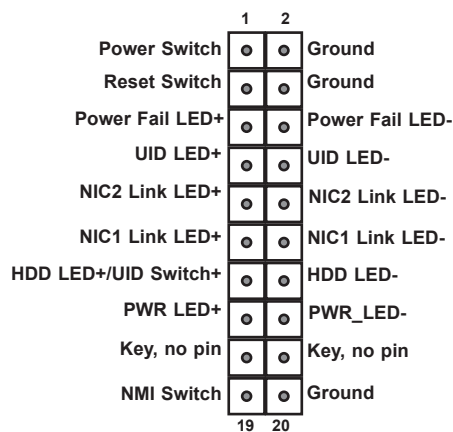 1 2
Power Switch Ground
Reset Switch Ground
Power Fail LED+ Power Fail LED-
UID LED+ UID LED-
NIC2 Link LED+ NIC2 Link LED-
NIC1 Link LED+ NIC1 Link LED-
HDD LED+/UID Switch+ HDD LED-
PWR LED+ PWR_LED-
Key, no pin Key, no pin
NMI Switch Ground
19 20